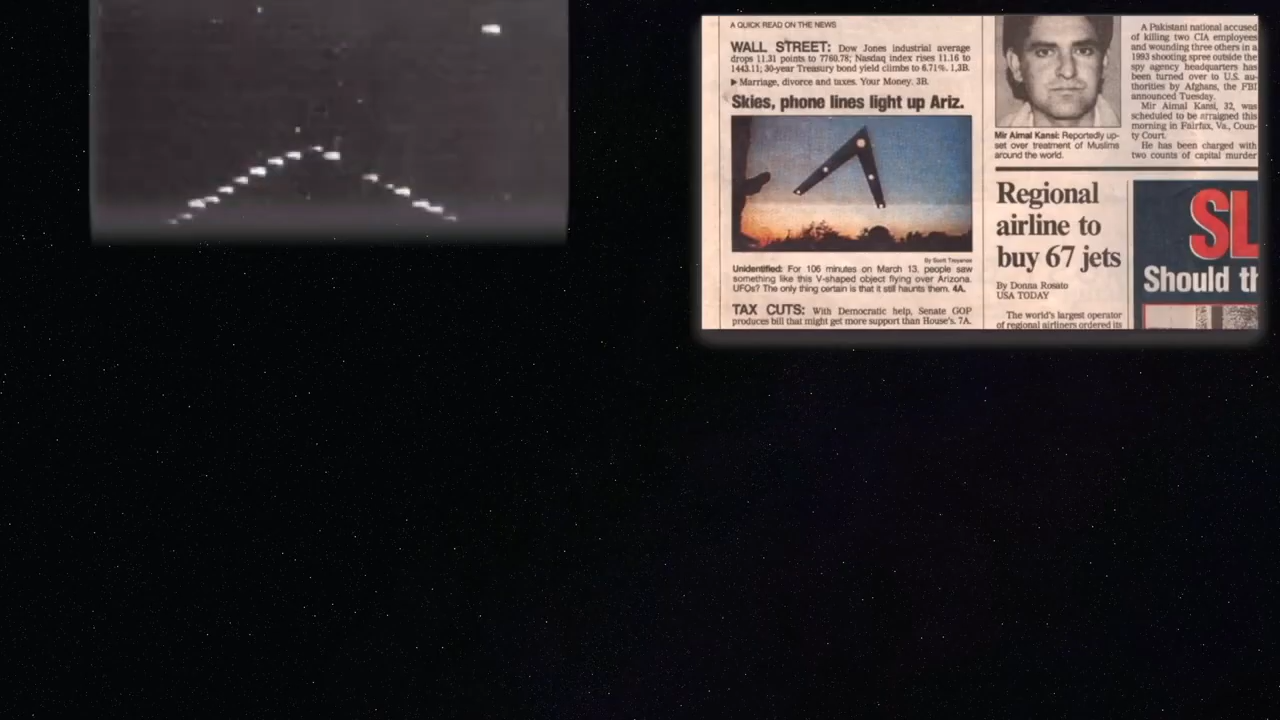 A QUICK READ ON THE NEWS
WALL STREET: Dow Jones industrial average
drops 11.31 points to 7760.78; Nasdaq index rises 11.16 to
1443.11; 30-year Treasury bond yield climbs to 6.71%. 1,3B.
▶ Marriage, divorce and taxes. Your Money. 3B.
Skies, phone lines light up Ariz.
By Scott Troyanos
Unidentified: For 106 minutes on March 13, people saw
something like this V-shaped object flying over Arizona.
UFOs? The only thing certain is that it still haunts them. 4A.
TAX CUTS: With Democratic help, Senate GOP
produces bill that might get more support than House's. 7A.
Mir Aimal Kansi: Reportedly up-
set over treatment of Muslims
around the world.
A Pakistani national accused
of killing two CIA employees
and wounding three others in a
1993 shooting spree outside the
spy agency headquarters has
been turned over to U.S. au-
thorities by Afghans, the FBI
announced Tuesday.
Mir Aimal Kansi, 32, was
scheduled to be arraigned this
morning in Fairfax, Va., Coun-
ty Court.
He has been charged with
two counts of capital murder
Regional
airline to
buy 67 jets
By Donna Rosato
USA TODAY
The world's largest operator
of regional airliners ordered its
SL
Should th